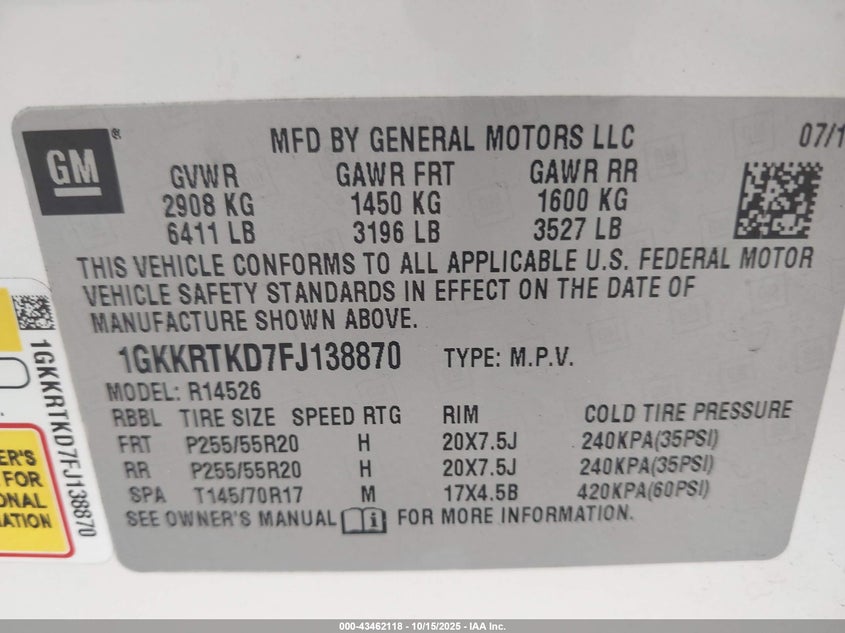 GM ®
MFD BY GENERAL MOTORS LLC 07/1
GVWR GAWR FRT GAWR RR
2908 KG 1450 KG 1600 KG
6411 LB 3196 LB 3527 LB
THIS VEHICLE CONFORMS TO ALL APPLICABLE U.S. FEDERAL MOTOR
VEHICLE SAFETY STANDARDS IN EFFECT ON THE DATE OF
MANUFACTURE SHOWN ABOVE.
1GKKRTKD7FJ138870 TYPE: M.P.V.
MODEL: R14526
RBBL TIRE SIZE SPEED RTG RIM COLD TIRE PRESSURE
FRT P255/55R20 H 20X7.5J 240KPA(35PSI)
RR P255/55R20 H 20X7.5J 240KPA(35PSI)
SPA T145/70R17 M 17X4.5B 420KPA(60PSI)
SEE OWNER'S MANUAL i FOR MORE INFORMATION.
1GKKRTKD7FJ138870
ER'S
FOR
ONAL
ATION
000-43462118 - 10/15/2025 - IAA Inc.